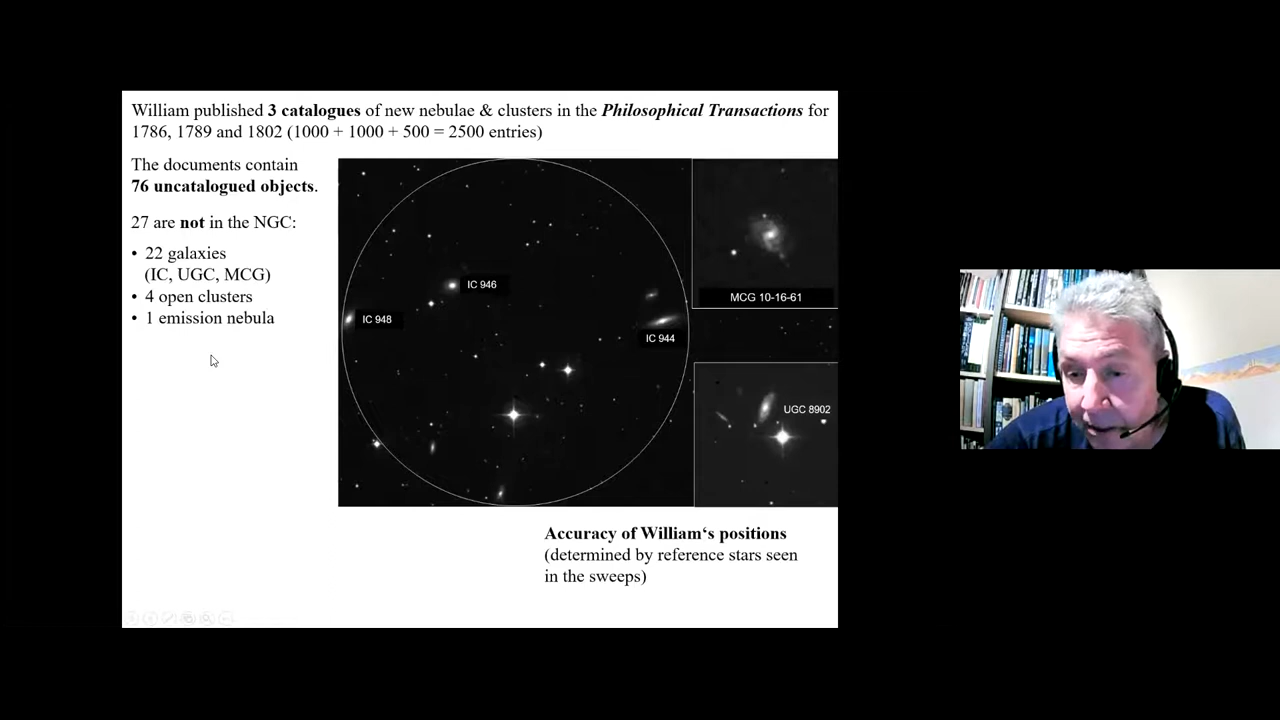 William published 3 catalogues of new nebulae & clusters in the Philosophical Transactions for
1786, 1789 and 1802 (1000 + 1000 + 500 = 2500 entries)
The documents contain
76 uncatalogued objects.
27 are not in the NGC:
• 22 galaxies
(IC, UGC, MCG)
• 4 open clusters
• 1 emission nebula
IC 946
IC 948
IC 944
MCG 10-16-61
UGC 8902
Accuracy of William‘s positions
(determined by reference stars seen
in the sweeps)